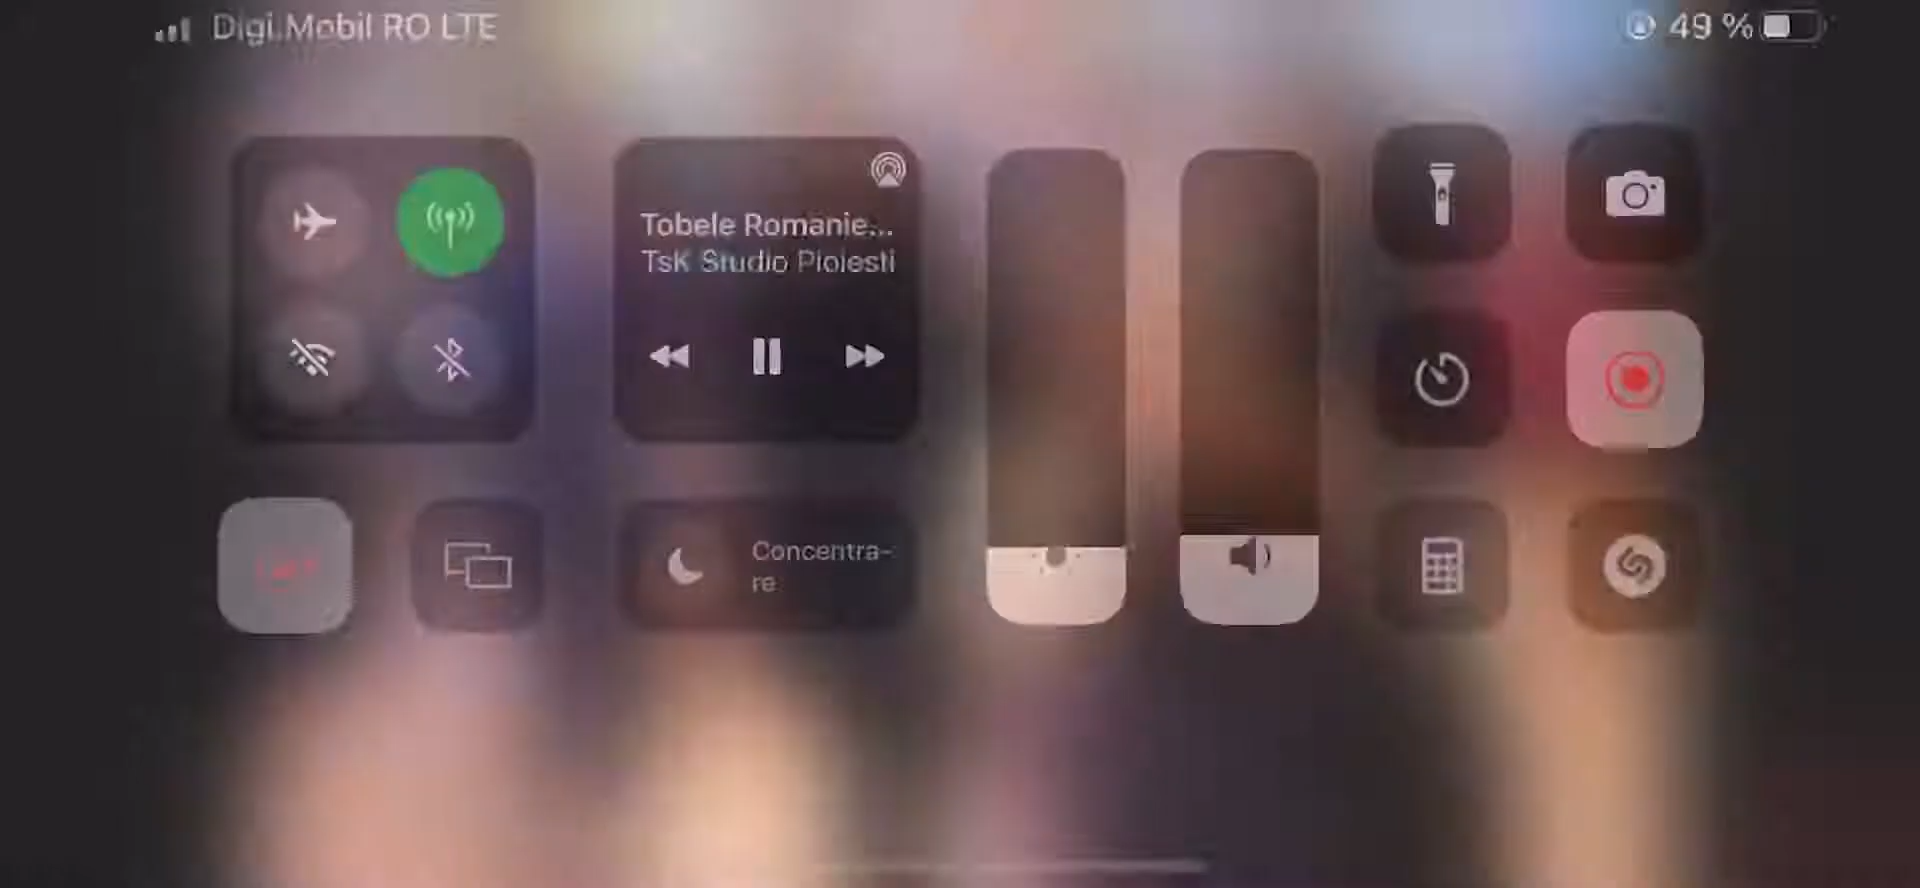 Digi.Mobil RO LTE
49 %
Tobele Romanie...
TsK Studio Ploiesti
Concentra-
re